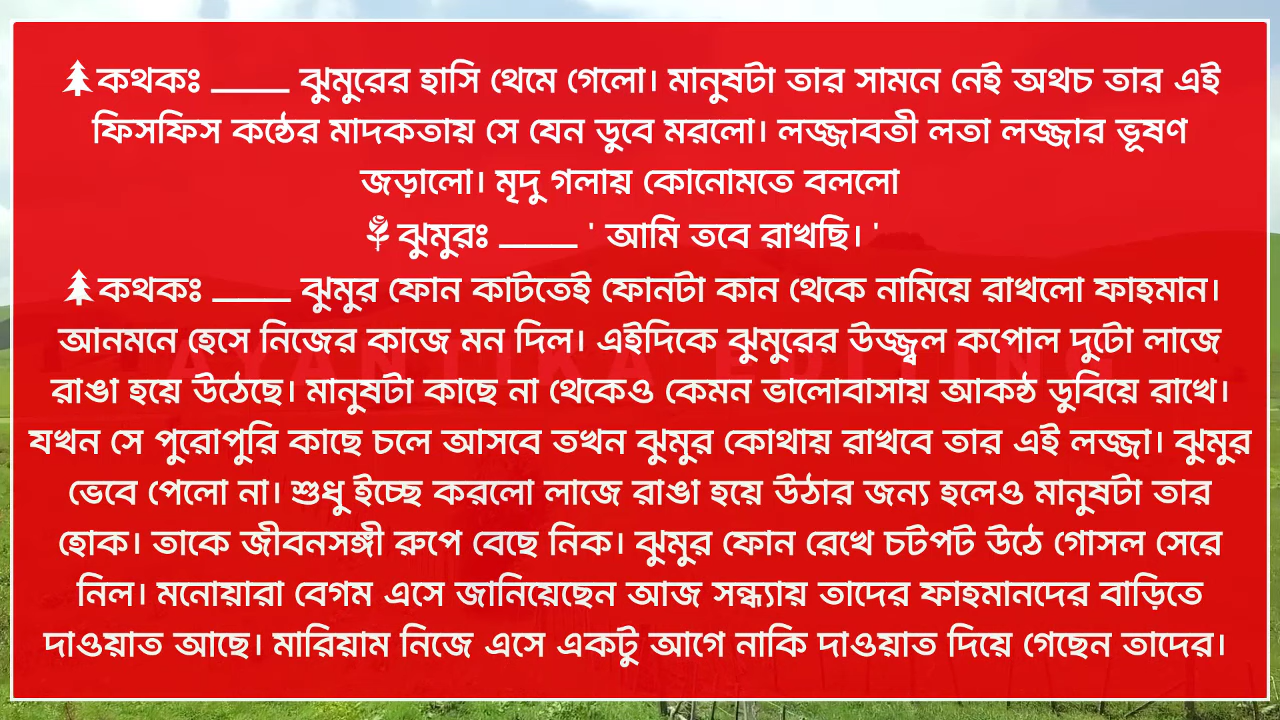 🌲কথকঃ ______ ঝুমুরের হাসি থেমে গেলো। মানুষটা তার সামনে নেই অথচ তার এই
ফিসফিস কন্ঠের মাদকতায় সে যেন ডুবে মরলো। লজ্জাবতী লতা লজ্জার ভূষণ
জড়ালো। মৃদু গলায় কোনোমতে বললো
🌹ঝুমুরঃ ______ ' আমি তবে রাখছি। '
🌲কথকঃ ______ ঝুমুর ফোন কাটতেই ফোনটা কান থেকে নামিয়ে রাখলো ফাহমান।
আনমনে হেসে নিজের কাজে মন দিল। এইদিকে ঝুমুরের উজ্জ্বল কপোল দুটো লাজে
রাঙা হয়ে উঠেছে। মানুষটা কাছে না থেকেও কেমন ভালোবাসায় আকন্ঠ ডুবিয়ে রাখে।
যখন সে পুরোপুরি কাছে চলে আসবে তখন ঝুমুর কোথায় রাখবে তার এই লজ্জা। ঝুমুর
ভেবে পেলো না। শুধু ইচ্ছে করলো লাজে রাঙা হয়ে উঠার জন্য হলেও মানুষটা তার
হোক। তাকে জীবনসঙ্গী রুপে বেছে নিক। ঝুমুর ফোন রেখে চটপট উঠে গোসল সেরে
নিল। মনোয়ারা বেগম এসে জানিয়েছেন আজ সন্ধ্যায় তাদের ফাহমানদের বাড়িতে
দাওয়াত আছে। মারিয়াম নিজে এসে একটু আগে নাকি দাওয়াত দিয়ে গেছেন তাদের।